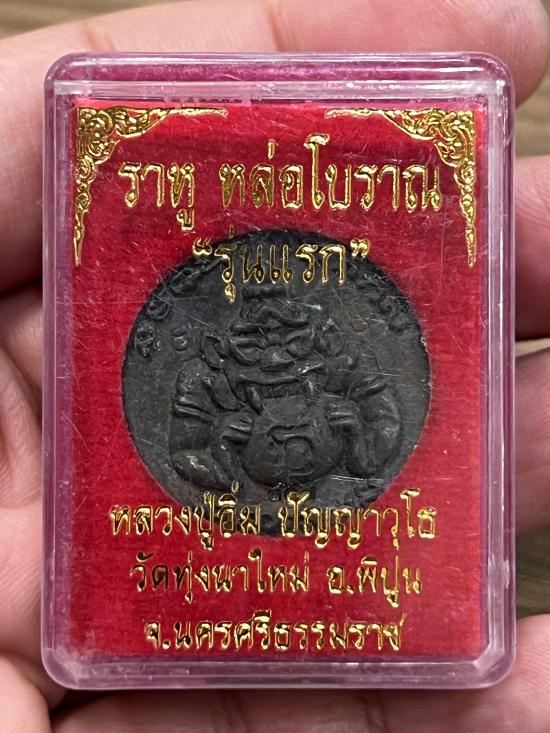 ราหู หล่อโบราณ
“รุ่นแรก”
หลวงปู่อิ่ม ปัญญาวุโธ
วัดทุ่งนาใหม่ อ.พิปูน
จ.นครศรีธรรมราช